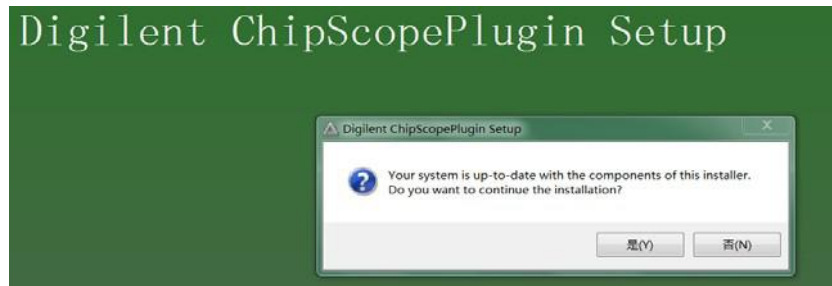 Digilent ChipScopePlugin Setup
Digilent ChipScopePlugin Setup
Your system is up-to-date with the components of this installer.
Do you want to continue the installation?
是(Y) 否(N)